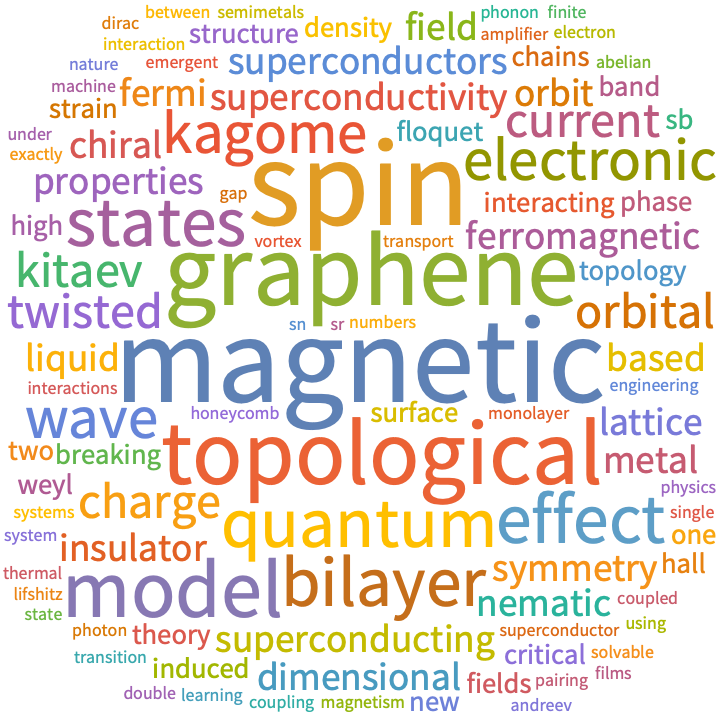 phonon finite
between semimetals
dirac structure density field amplifier electron
interaction
nature emergent superconductors chains abelian
machine fermi superconductivity orbit band
strain
under chiral kagome floquet current sb
exactly
properties gap spin electronic
high states vortex transport interacting phase
ferromagnetic
kitaev graphene topology
twisted sn sr numbers orbital
liquid magnetic based
interactions engineering
wave honeycomb surface monolayer lattice
two breaking topological metal
weyl charge physics
systems quantum effect single
system insulator one
thermal model bilayer symmetry hall
lifshitz nematic coupled
state
photon theory superconducting superconductor using
transition induced dimensional critical solvable
double learning fields pairing films
coupling magnetism new andreev